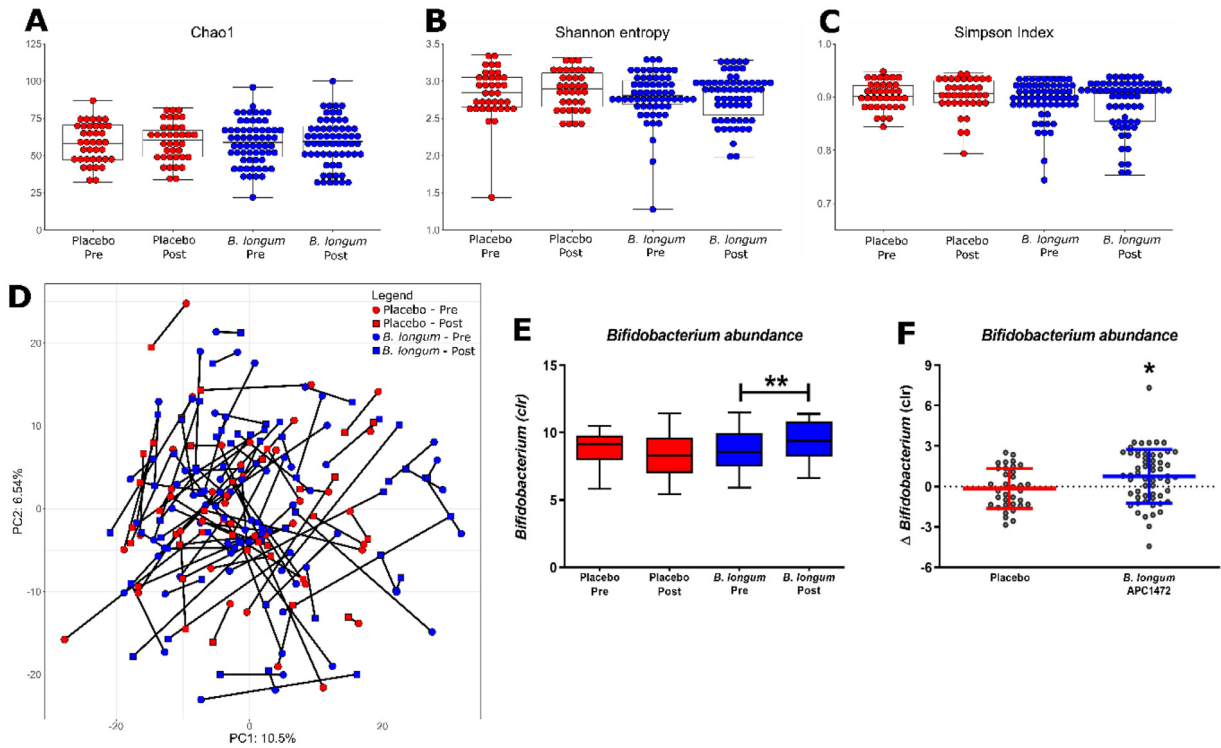 A
Chao1
125
100
75
50
25
0
Placebo
Pre
Placebo
Post
B. longum
Pre
B. longum
Post
B
Shannon entropy
3.5
3.0
2.5
2.0
1.5
1.0
Placebo
Pre
Placebo
Post
B. longum
Pre
B. longum
Post
C
Simpson Index
1.0
0.9
0.8
0.7
Placebo
Pre
Placebo
Post
B. longum
Pre
B. longum
Post
D
Legend
Placebo - Pre
Placebo - Post
B. longum - Pre
B. longum - Post
PC2: 6.54%
20
10
0
-10
-20
-20
0
20
PC1: 10.5%
E
Bifidobacterium abundance
Bifidobacterium (clr)
15
10
5
0
**
Placebo
Pre
Placebo
Post
B. longum
Pre
B. longum
Post
F
Bifidobacterium abundance
Δ Bifidobacterium (clr)
9
6
3
0
-3
-6
*
Placebo
B. longum
APC1472